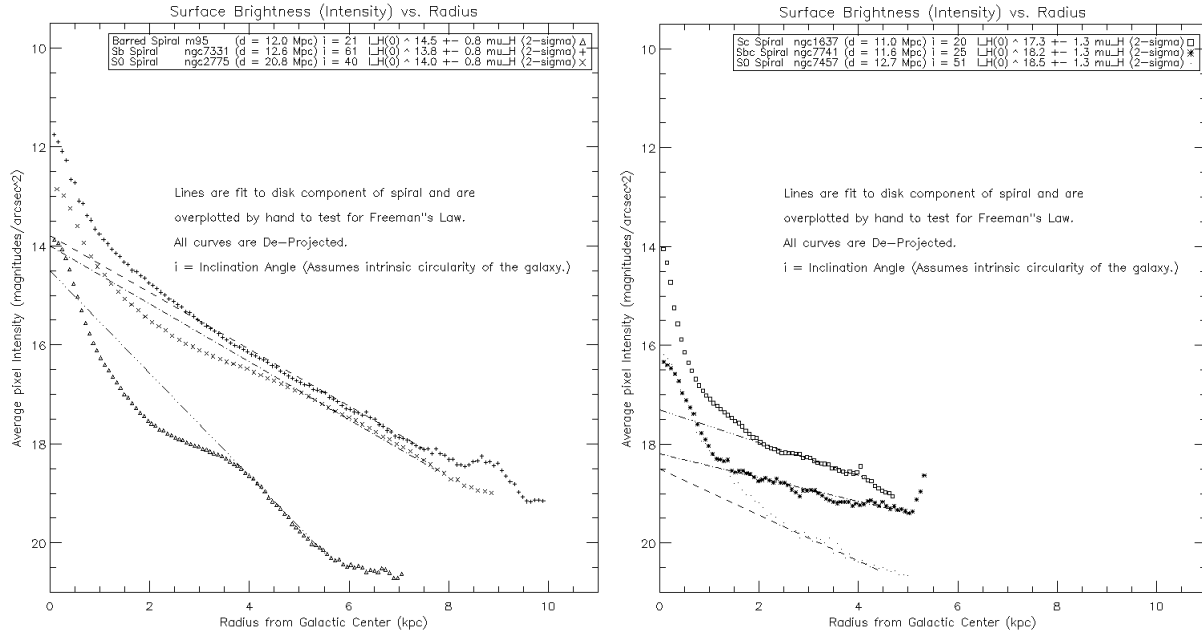 Surface Brightness (Intensity) vs. Radius
Barred Spiral m95 (d = 12.0 Mpc) i = 21 I_H(0) ^ 14.5 +- 0.8 mu_H (2-sigma)
Sb Spiral ngc7331 (d = 12.6 Mpc) i = 61 I_H(0) ^ 13.8 +- 0.8 mu_H (2-sigma)
S0 Spiral ngc2775 (d = 20.8 Mpc) i = 40 I_H(0) ^ 14.0 +- 0.8 mu_H (2-sigma)
10
12
14
16
18
20
Average pixel Intensity (magnitudes/arcsec^2)
Lines are fit to disk component of spiral and are
overplotted by hand to test for Freeman"s Law.
All curves are De-Projected.
i = Inclination Angle (Assumes intrinsic circularity of the galaxy.)
0 2 4 6 8 10
Radius from Galactic Center (kpc)
Surface Brightness (Intensity) vs. Radius
Sc Spiral ngc1637 (d = 11.0 Mpc) i = 20 I_H(0) ^ 17.3 +- 1.3 mu_H (2-sigma)
Sbc Spiral ngc7741 (d = 11.6 Mpc) i = 25 I_H(0) ^ 18.2 +- 1.3 mu_H (2-sigma)
S0 Spiral ngc7457 (d = 12.7 Mpc) i = 51 I_H(0) ^ 18.5 +- 1.3 mu_H (2-sigma)
10
12
14
16
18
20
Average pixel Intensity (magnitudes/arcsec^2)
Lines are fit to disk component of spiral and are
overplotted by hand to test for Freeman"s Law.
All curves are De-Projected.
i = Inclination Angle (Assumes intrinsic circularity of the galaxy.)
0 2 4 6 8 10
Radius from Galactic Center (kpc)